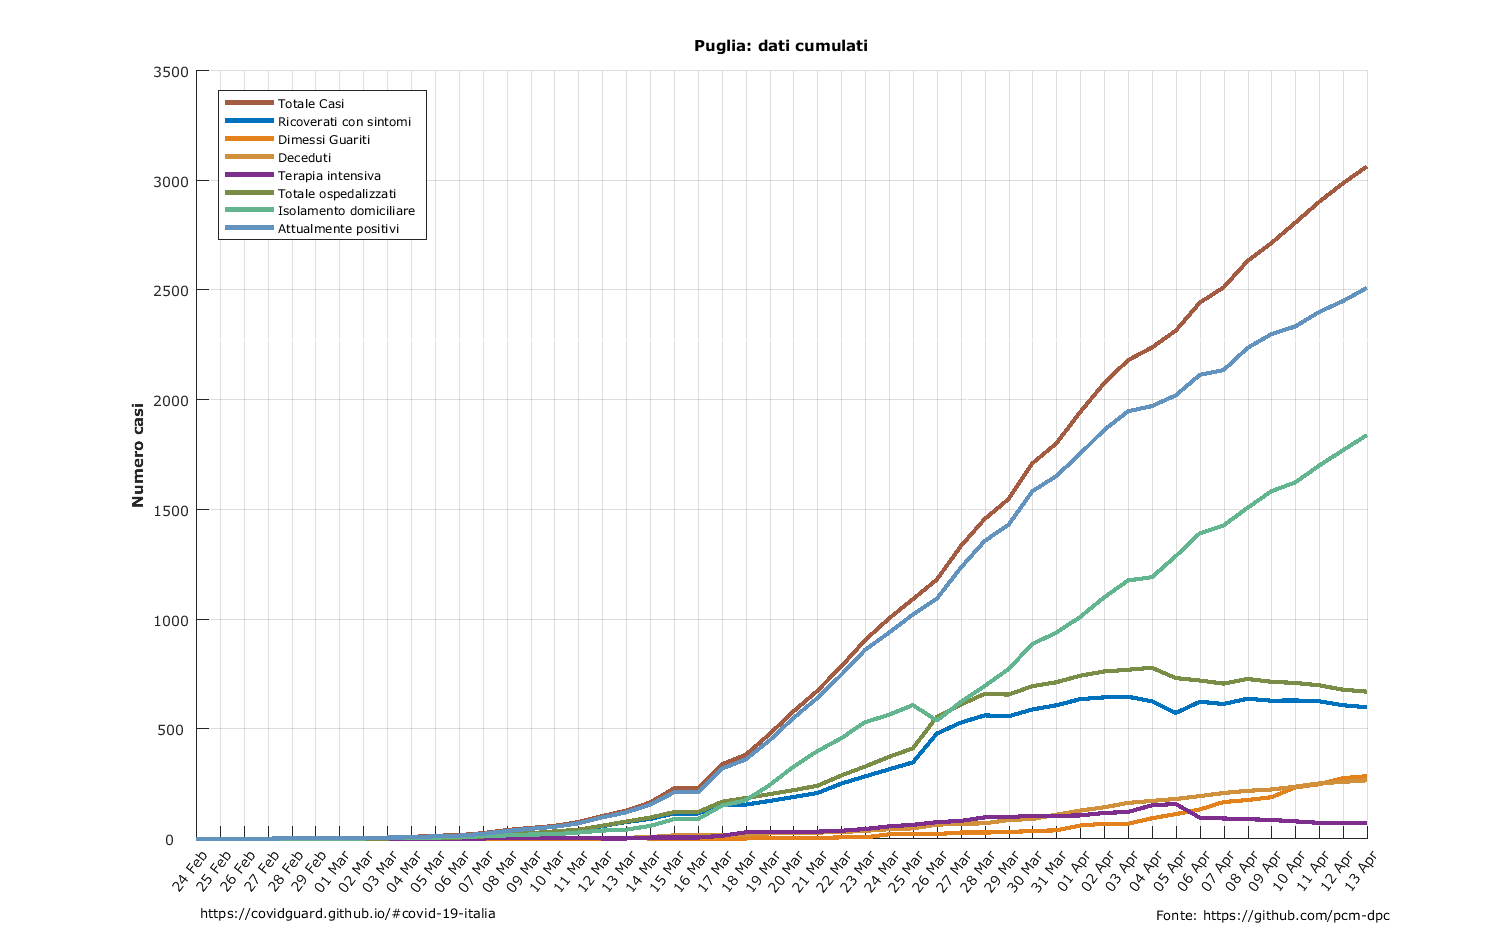 Puglia: dati cumulati
3500
3000
2500
2000
1500
1000
500
0
Numero casi
Totale Casi
Ricoverati con sintomi
Dimessi Guariti
Deceduti
Terapia intensiva
Totale ospedalizzati
Isolamento domiciliare
Attualmente positivi
24 Feb
25 Feb
26 Feb
27 Feb
28 Feb
29 Feb
01 Mar
02 Mar
03 Mar
04 Mar
05 Mar
06 Mar
07 Mar
08 Mar
09 Mar
10 Mar
11 Mar
12 Mar
13 Mar
14 Mar
15 Mar
16 Mar
17 Mar
18 Mar
19 Mar
20 Mar
21 Mar
22 Mar
23 Mar
24 Mar
25 Mar
26 Mar
27 Mar
28 Mar
29 Mar
30 Mar
31 Mar
01 Apr
02 Apr
03 Apr
04 Apr
05 Apr
06 Apr
07 Apr
08 Apr
09 Apr
10 Apr
11 Apr
12 Apr
13 Apr
https://covidguard.github.io/#covid-19-italia
Fonte: https://github.com/pcm-dpc